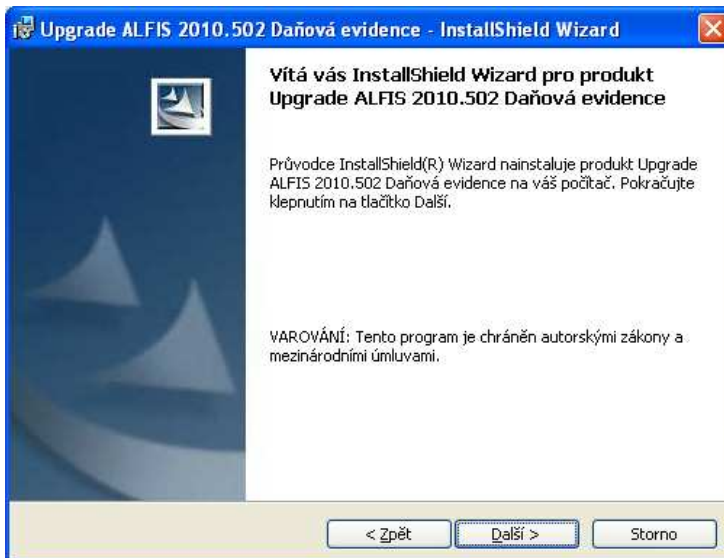 Upgrade ALFIS 2010.502 Daňová evidence - InstallShield Wizard
Vítá vás InstallShield Wizard pro produkt
Upgrade ALFIS 2010.502 Daňová evidence
Průvodce InstallShield(R) Wizard nainstaluje produkt Upgrade
ALFIS 2010.502 Daňová evidence na váš počítač. Pokračujte
klepnutím na tlačítko Další.
VAROVÁNÍ: Tento program je chráněn autorskými zákony a
mezinárodními úmluvami.
< Zpět
Další >
Storno